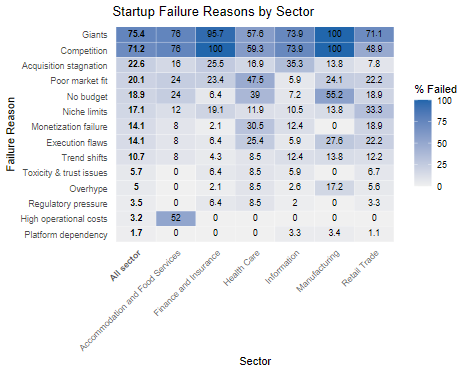 Startup Failure Reasons by Sector
Failure Reason
Giants 75.4 76 95.7 57.6 73.9 100 71.1
Competition 71.2 76 100 59.3 73.9 100 48.9
Acquisition stagnation 22.6 16 25.5 16.9 35.3 13.8 7.8
Poor market fit 20.1 24 23.4 47.5 5.9 24.1 22.2
No budget 18.9 24 6.4 39 7.2 55.2 18.9
Niche limits 17.1 12 19.1 11.9 10.5 13.8 33.3
Monetization failure 14.1 8 2.1 30.5 12.4 0 18.9
Execution flaws 14.1 8 6.4 25.4 5.9 27.6 22.2
Trend shifts 10.7 8 4.3 8.5 12.4 13.8 12.2
Toxicity & trust issues 5.7 0 6.4 8.5 5.9 0 6.7
Overhype 5 0 2.1 8.5 2.6 17.2 5.6
Regulatory pressure 3.5 0 6.4 8.5 2 0 3.3
High operational costs 3.2 52 0 0 0 0 0
Platform dependency 1.7 0 0 0 3.3 3.4 1.1
All sector
Accommodation and Food Services
Finance and Insurance
Health Care
Information
Manufacturing
Retail Trade
Sector
% Failed
100
75
50
25
0